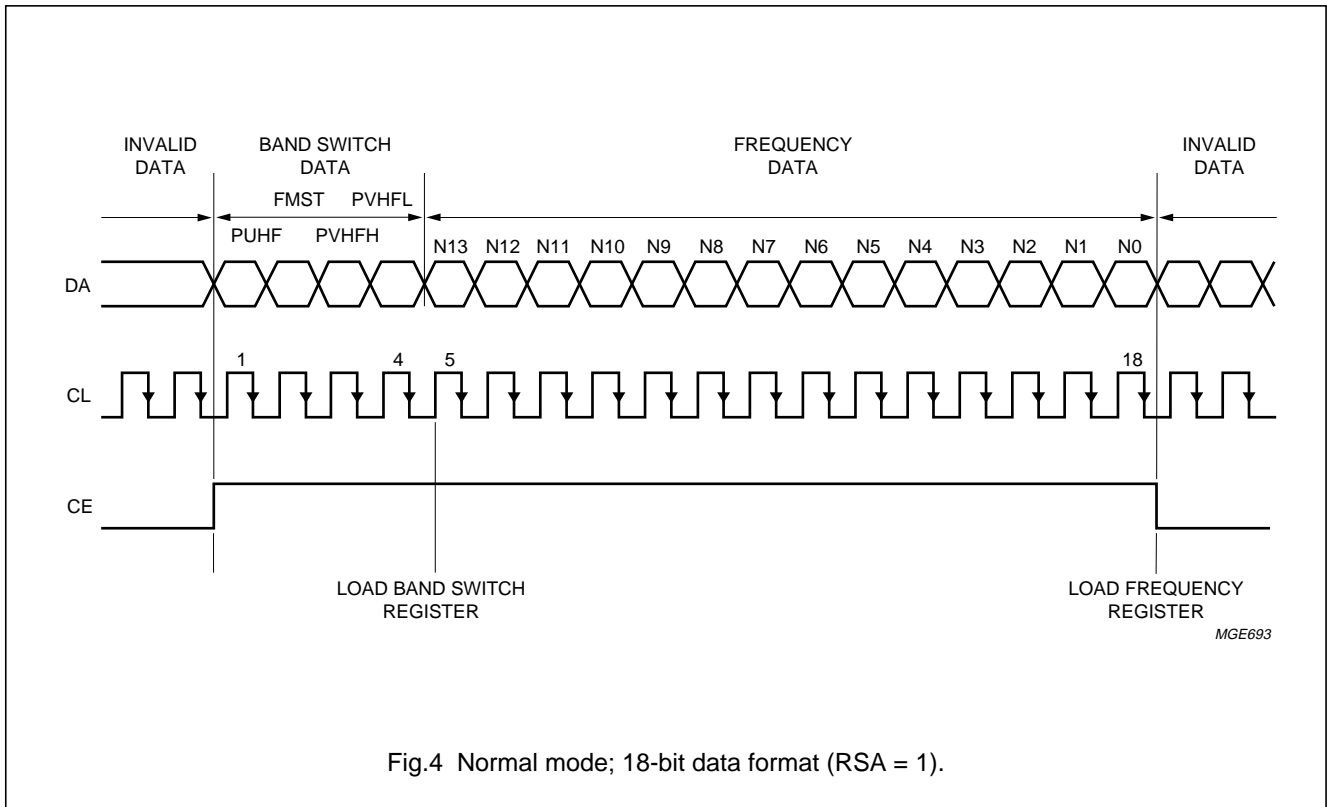 INVALID DATA
BAND SWITCH DATA
FREQUENCY DATA
INVALID DATA
FMST PVHFL
PUHF PVHFH
N13 N12 N11 N10 N9 N8 N7 N6 N5 N4 N3 N2 N1 N0
DA
1 4 5 18
CL
CE
LOAD BAND SWITCH REGISTER
LOAD FREQUENCY REGISTER
MGE693
Fig.4 Normal mode; 18-bit data format (RSA = 1).